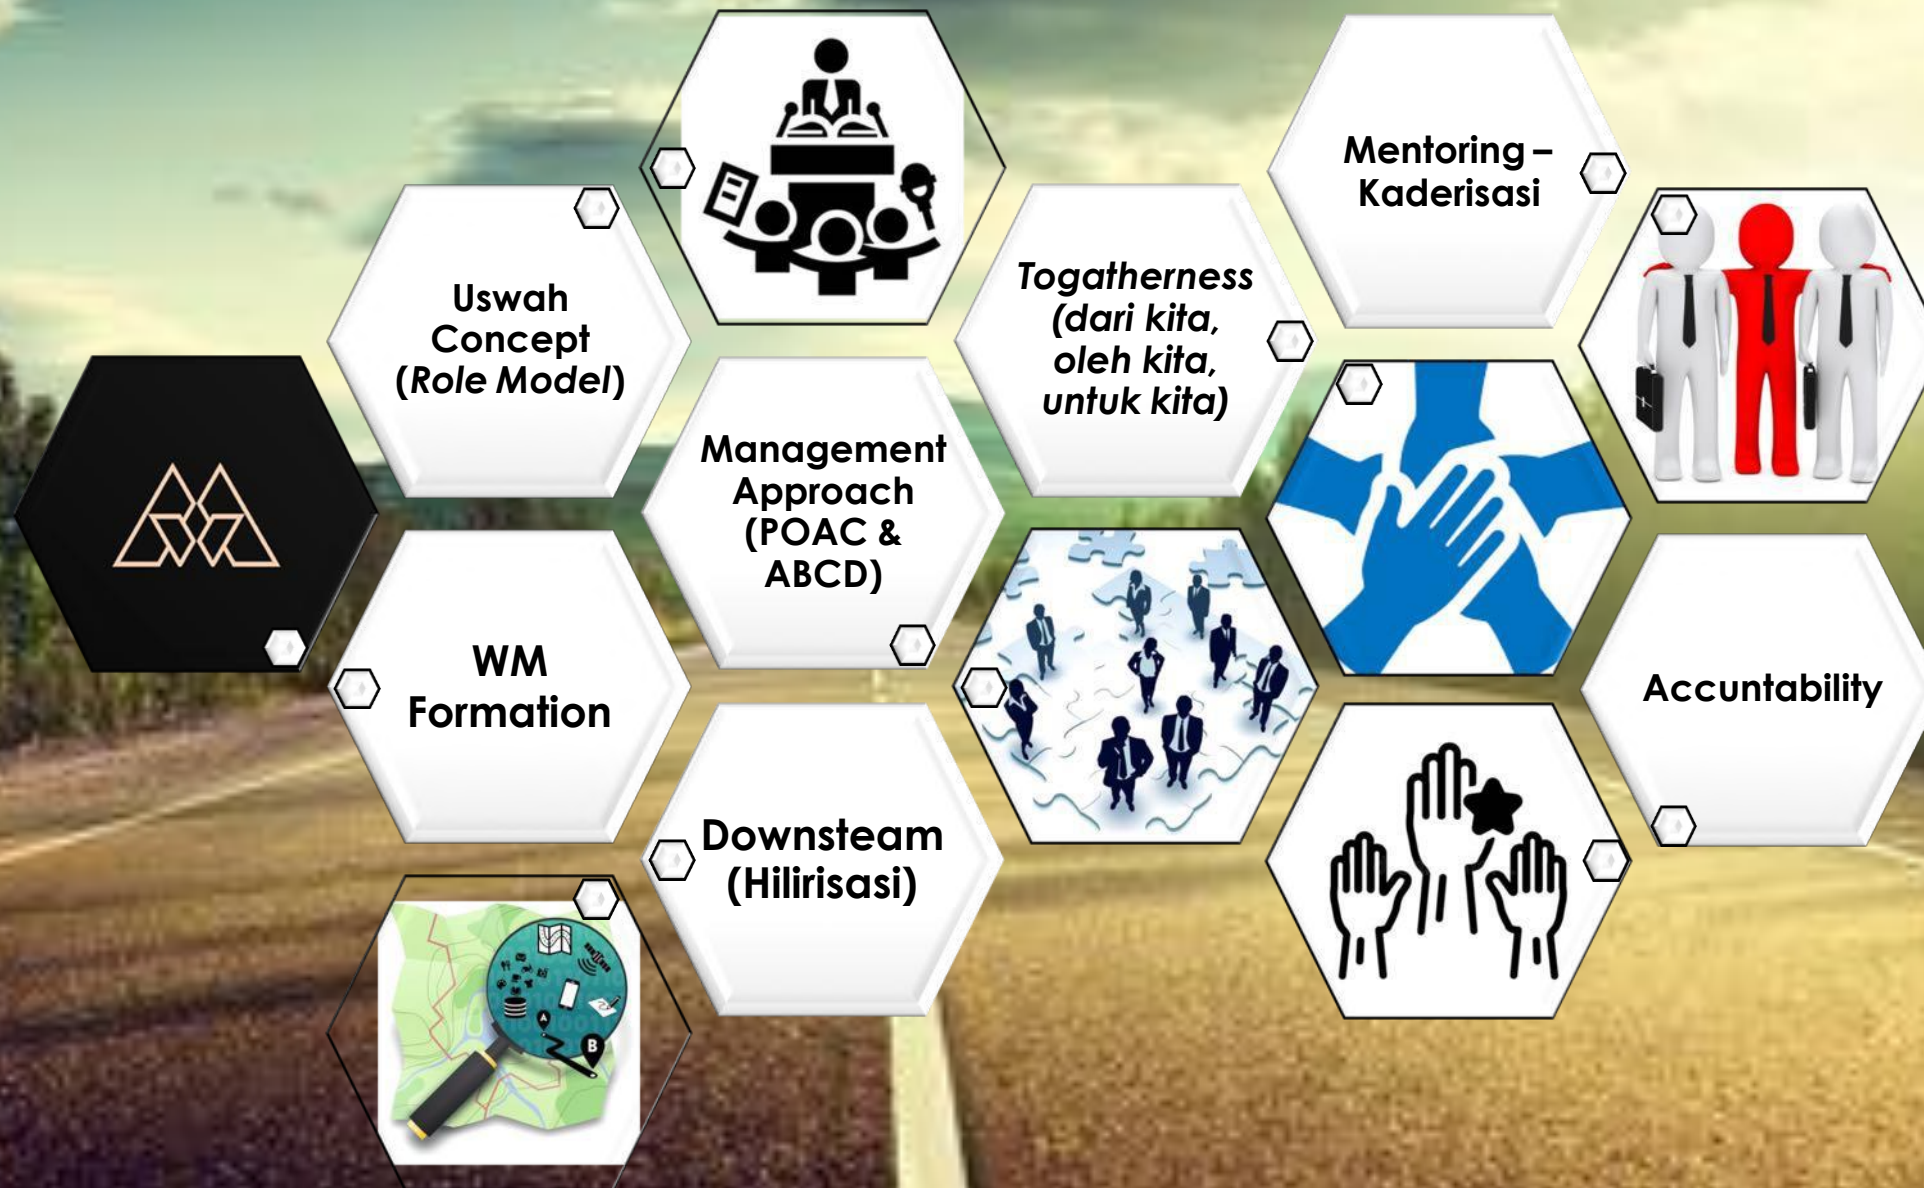 Uswah
Concept
(Role Model)
WM
Formation
Management
Approach
(POAC &
ABCD)
Downsteam
(Hilirisasi)
Togatherness
(dari kita,
oleh kita,
untuk kita)
Mentoring –
Kaderisasi
Accuntability
A
B